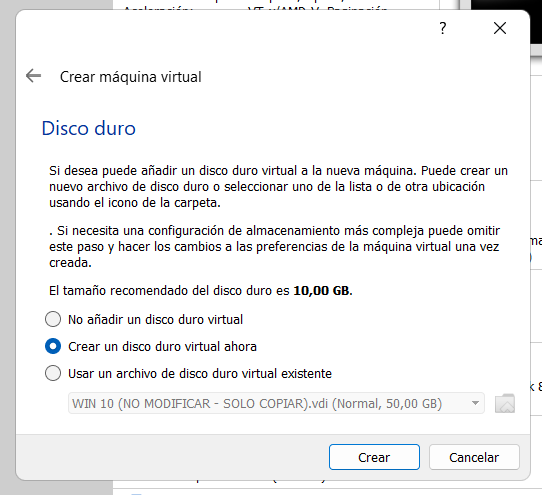 ?
Crear máquina virtual
Disco duro
Si desea puede añadir un disco duro virtual a la nueva máquina. Puede crear un
nuevo archivo de disco duro o seleccionar uno de la lista o de otra ubicación
usando el icono de la carpeta.
. Si necesita una configuración de almacenamiento más compleja puede omitir
este paso y hacer los cambios a las preferencias de la máquina virtual una vez
creada.
El tamaño recomendado del disco duro es 10,00 GB.
No añadir un disco duro virtual
Crear un disco duro virtual ahora
Usar un archivo de disco duro virtual existente
WIN 10 (NO MODIFICAR - SOLO COPIAR).vdi (Normal, 50,00 GB)
Crear
Cancelar